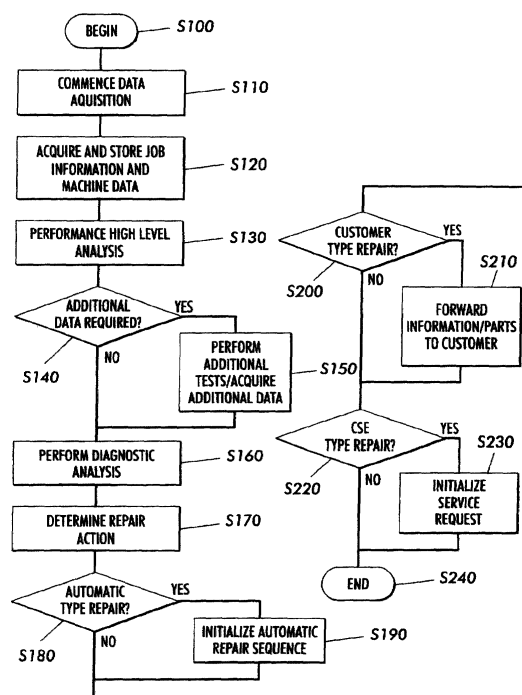 BEGIN
S100
COMMENCE DATA
AQUISITION
S110
ACQUIRE AND STORE JOB
INFORMATION AND
MACHINE DATA
S120
PERFORMANCE HIGH LEVEL
ANALYSIS
S130
ADDITIONAL
DATA REQUIRED?
YES
NO
S140
PERFORM
ADDITIONAL
TESTS/ACQUIRE
ADDITIONAL DATA
S150
PERFORM DIAGNOSTIC
ANALYSIS
S160
DETERMINE REPAIR
ACTION
S170
AUTOMATIC
TYPE REPAIR?
YES
NO
S180
INITIALIZE AUTOMATIC
REPAIR SEQUENCE
S190
CUSTOMER
TYPE REPAIR?
YES
NO
S200
S210
FORWARD
INFORMATION/PARTS
TO CUSTOMER
CSE
TYPE REPAIR?
YES
NO
S220
S230
INITIALIZE
SERVICE
REQUEST
END
S240